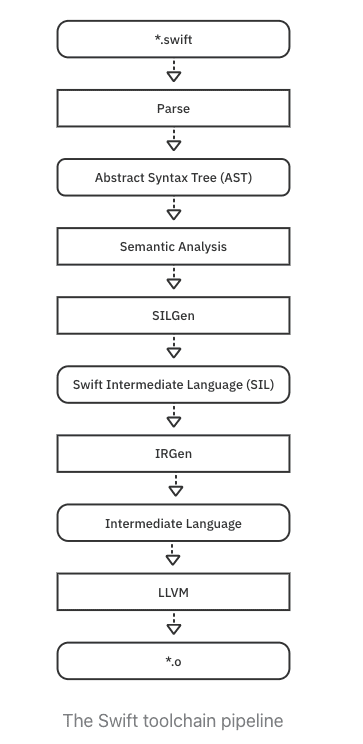 *.swift
Parse
Abstract Syntax Tree (AST)
Semantic Analysis
SILGen
Swift Intermediate Language (SIL)
IRGen
Intermediate Language
LLVM
*.o
The Swift toolchain pipeline